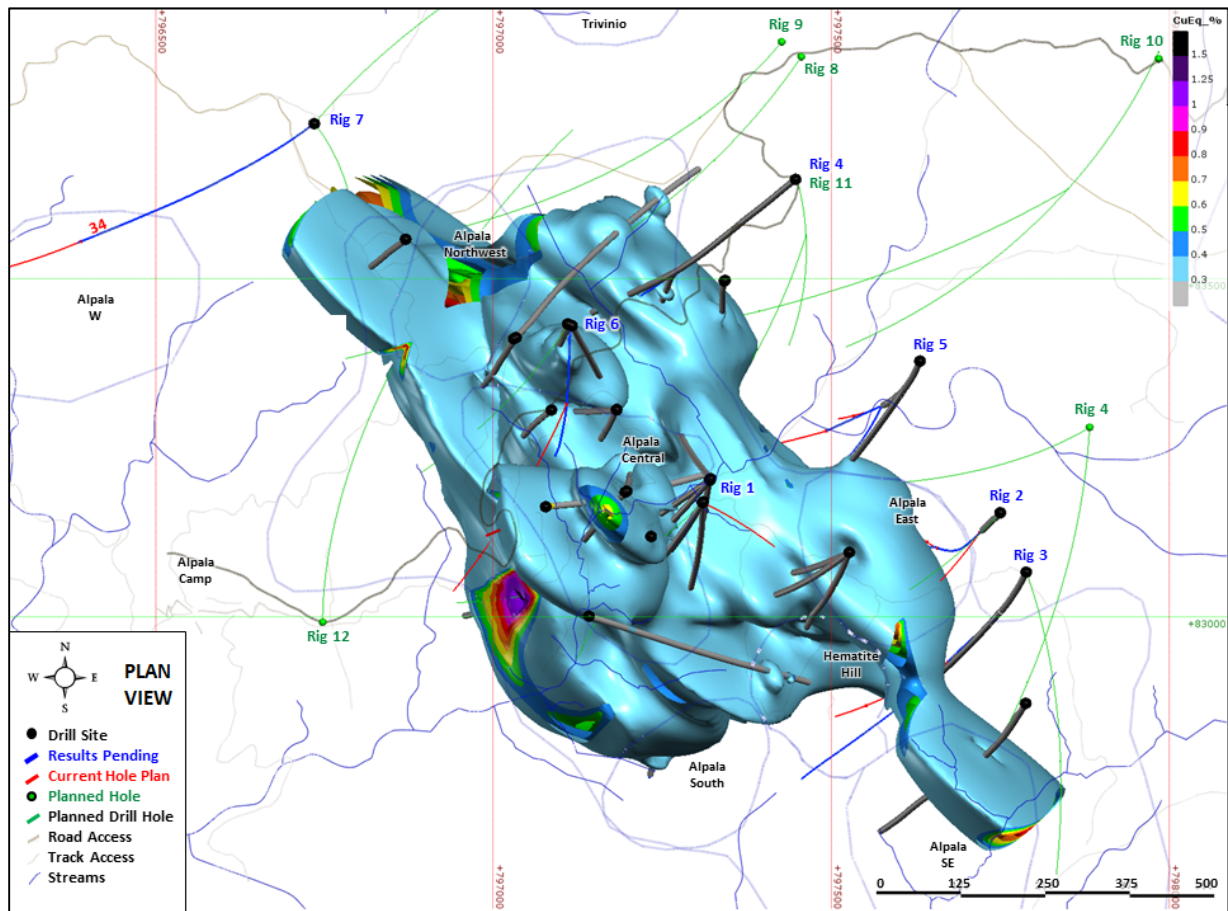 +796500
+797000
+797500
Trivinio
CuEq_%
1.5
1.25
1
0.9
0.8
0.7
0.6
0.5
0.4
0.3
Rig 9
Rig 8
Rig 10
Rig 7
Rig 4
Rig 11
34
Alpala
Northwest
Alpala
W
+83500
Rig 6
Rig 5
Rig 4
Alpala
Central
Rig 1
Alpala
East
Rig 2
Rig 3
Alpala
Camp
Rig 12
+83000
Hematite
Hill
Alpala
South
Alpala
SE
N
W E
S
PLAN
VIEW
Drill Site
Results Pending
Current Hole Plan
Planned Hole
Planned Drill Hole
Road Access
Track Access
Streams
0 125 250 375 500
+797000
+797500
+798000